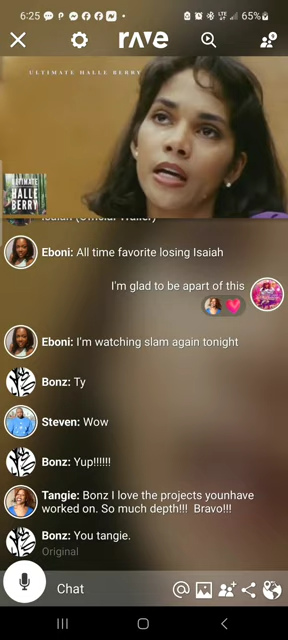 6:25
LTE
65%
rave
ULTIMATE HALLE BERRY
ULTIMATE
HALLE
BERRY
Isaiah (Official Trailer)
Eboni: All time favorite losing Isaiah
I'm glad to be apart of this
Eboni: I'm watching slam again tonight
Bonz: Ty
Steven: Wow
Bonz: Yup!!!!!!
Tangie: Bonz I love the projects younhave
worked on. So much depth!!! Bravo!!!
Bonz: You tangie.
Original
Chat